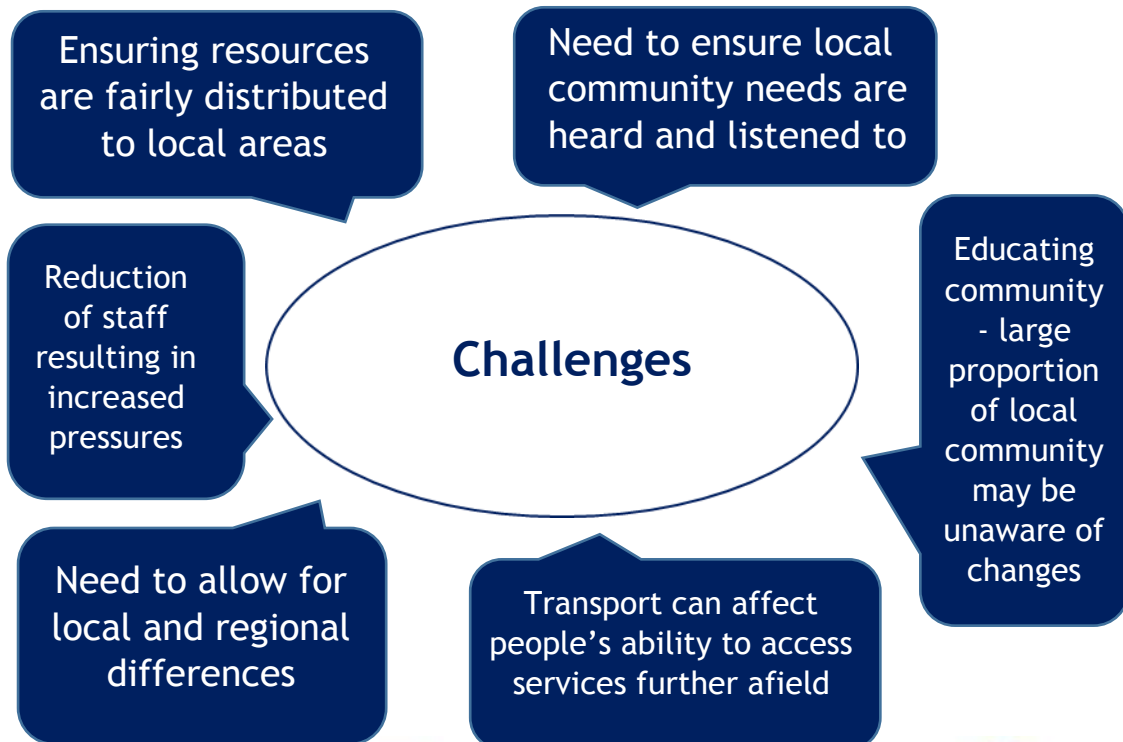 Ensuring resources
are fairly distributed
to local areas
Need to ensure local
community needs are
heard and listened to
Reduction
of staff
resulting in
increased
pressures
Challenges
Educating
community
- large
proportion
of local
community
may be
unaware of
changes
Need to allow for
local and regional
differences
Transport can affect
people’s ability to access
services further afield